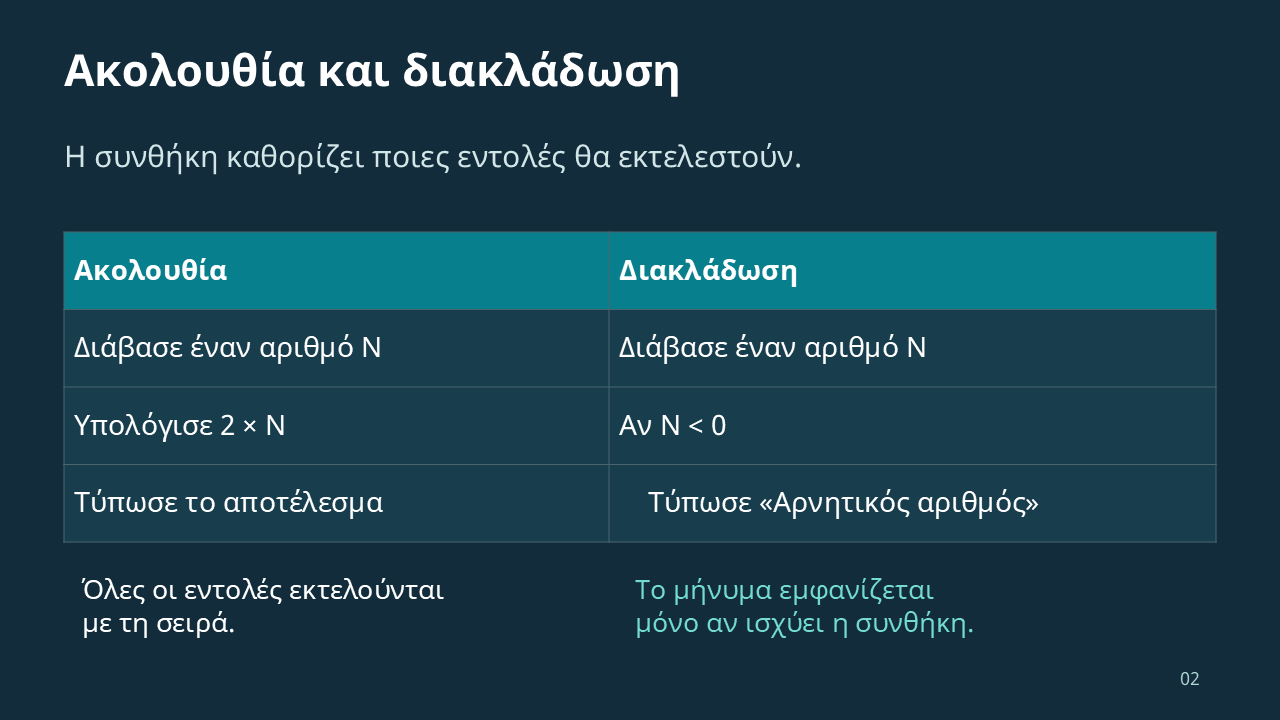 Ακολουθία και διακλάδωση
Η συνθήκη καθορίζει ποιες εντολές θα εκτελεστούν.
Ακολουθία
Διακλάδωση
Διάβασε έναν αριθμό Ν
Διάβασε έναν αριθμό Ν
Υπολόγισε 2 × Ν
Αν Ν < 0
Τύπωσε το αποτέλεσμα
Τύπωσε «Αρνητικός αριθμός»
Όλες οι εντολές εκτελούνται
με τη σειρά.
Το μήνυμα εμφανίζεται
μόνο αν ισχύει η συνθήκη.
02